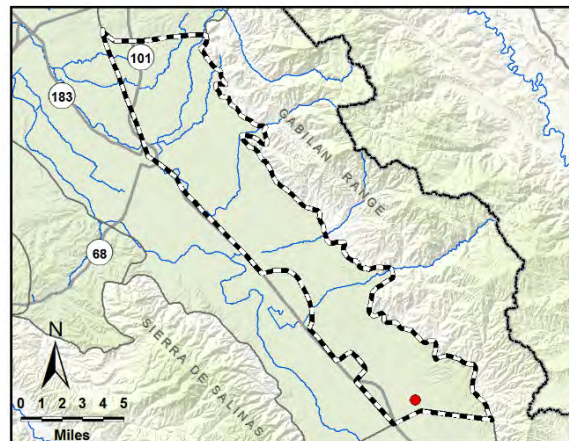 101
183
GABILAN RANGE
68
SIERRA DE SALINAS
N
0 1 2 3 4 5
Miles